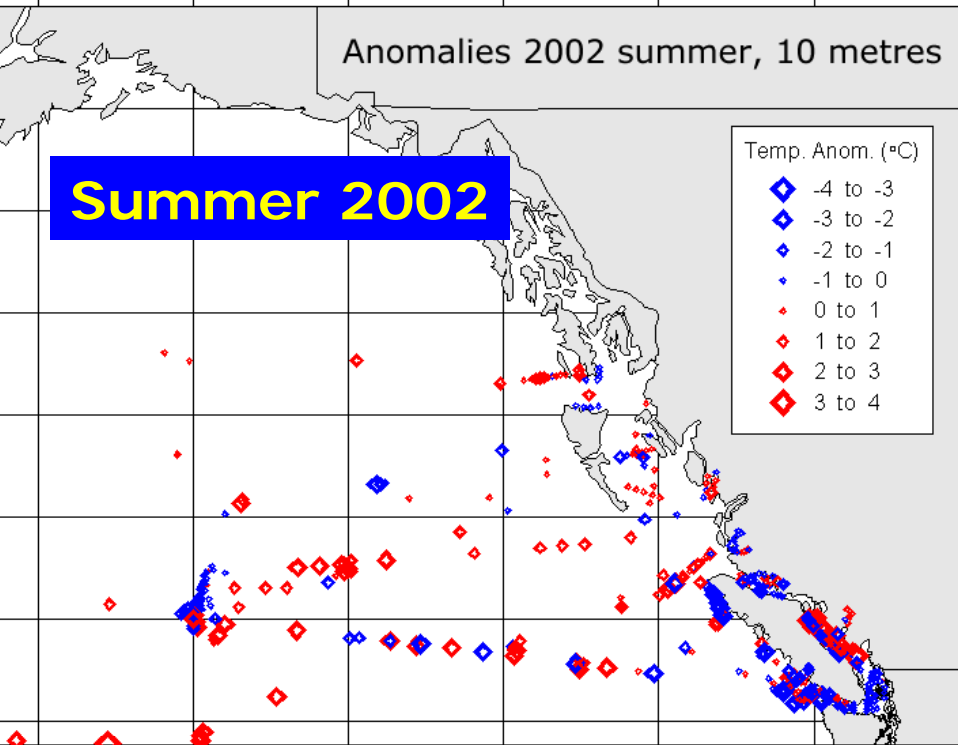 Anomalies 2002 summer, 10 metres
Summer 2002
Temp. Anom. (°C)
-4 to -3
-3 to -2
-2 to -1
-1 to 0
0 to 1
1 to 2
2 to 3
3 to 4